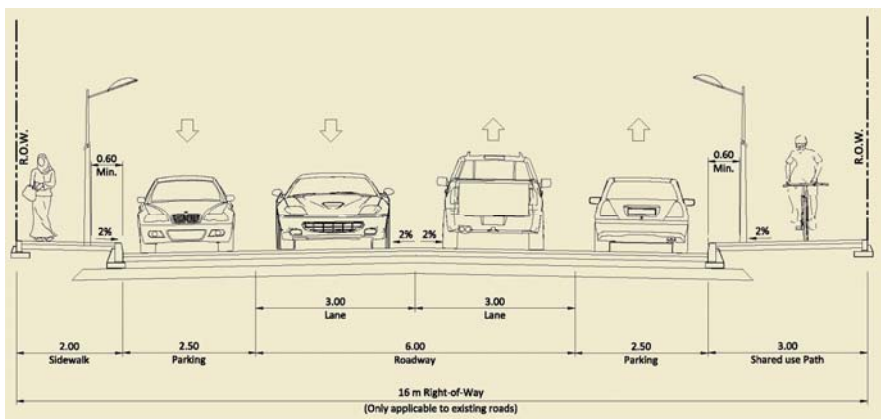 R.O.W.
R.O.W.
0.60
Min.
0.60
Min.
2%
2%
2%
2%
3.00
Lane
3.00
Lane
2.00
Sidewalk
2.50
Parking
6.00
Roadway
2.50
Parking
3.00
Shared use Path
16 m Right-of-Way
(Only applicable to existing roads)